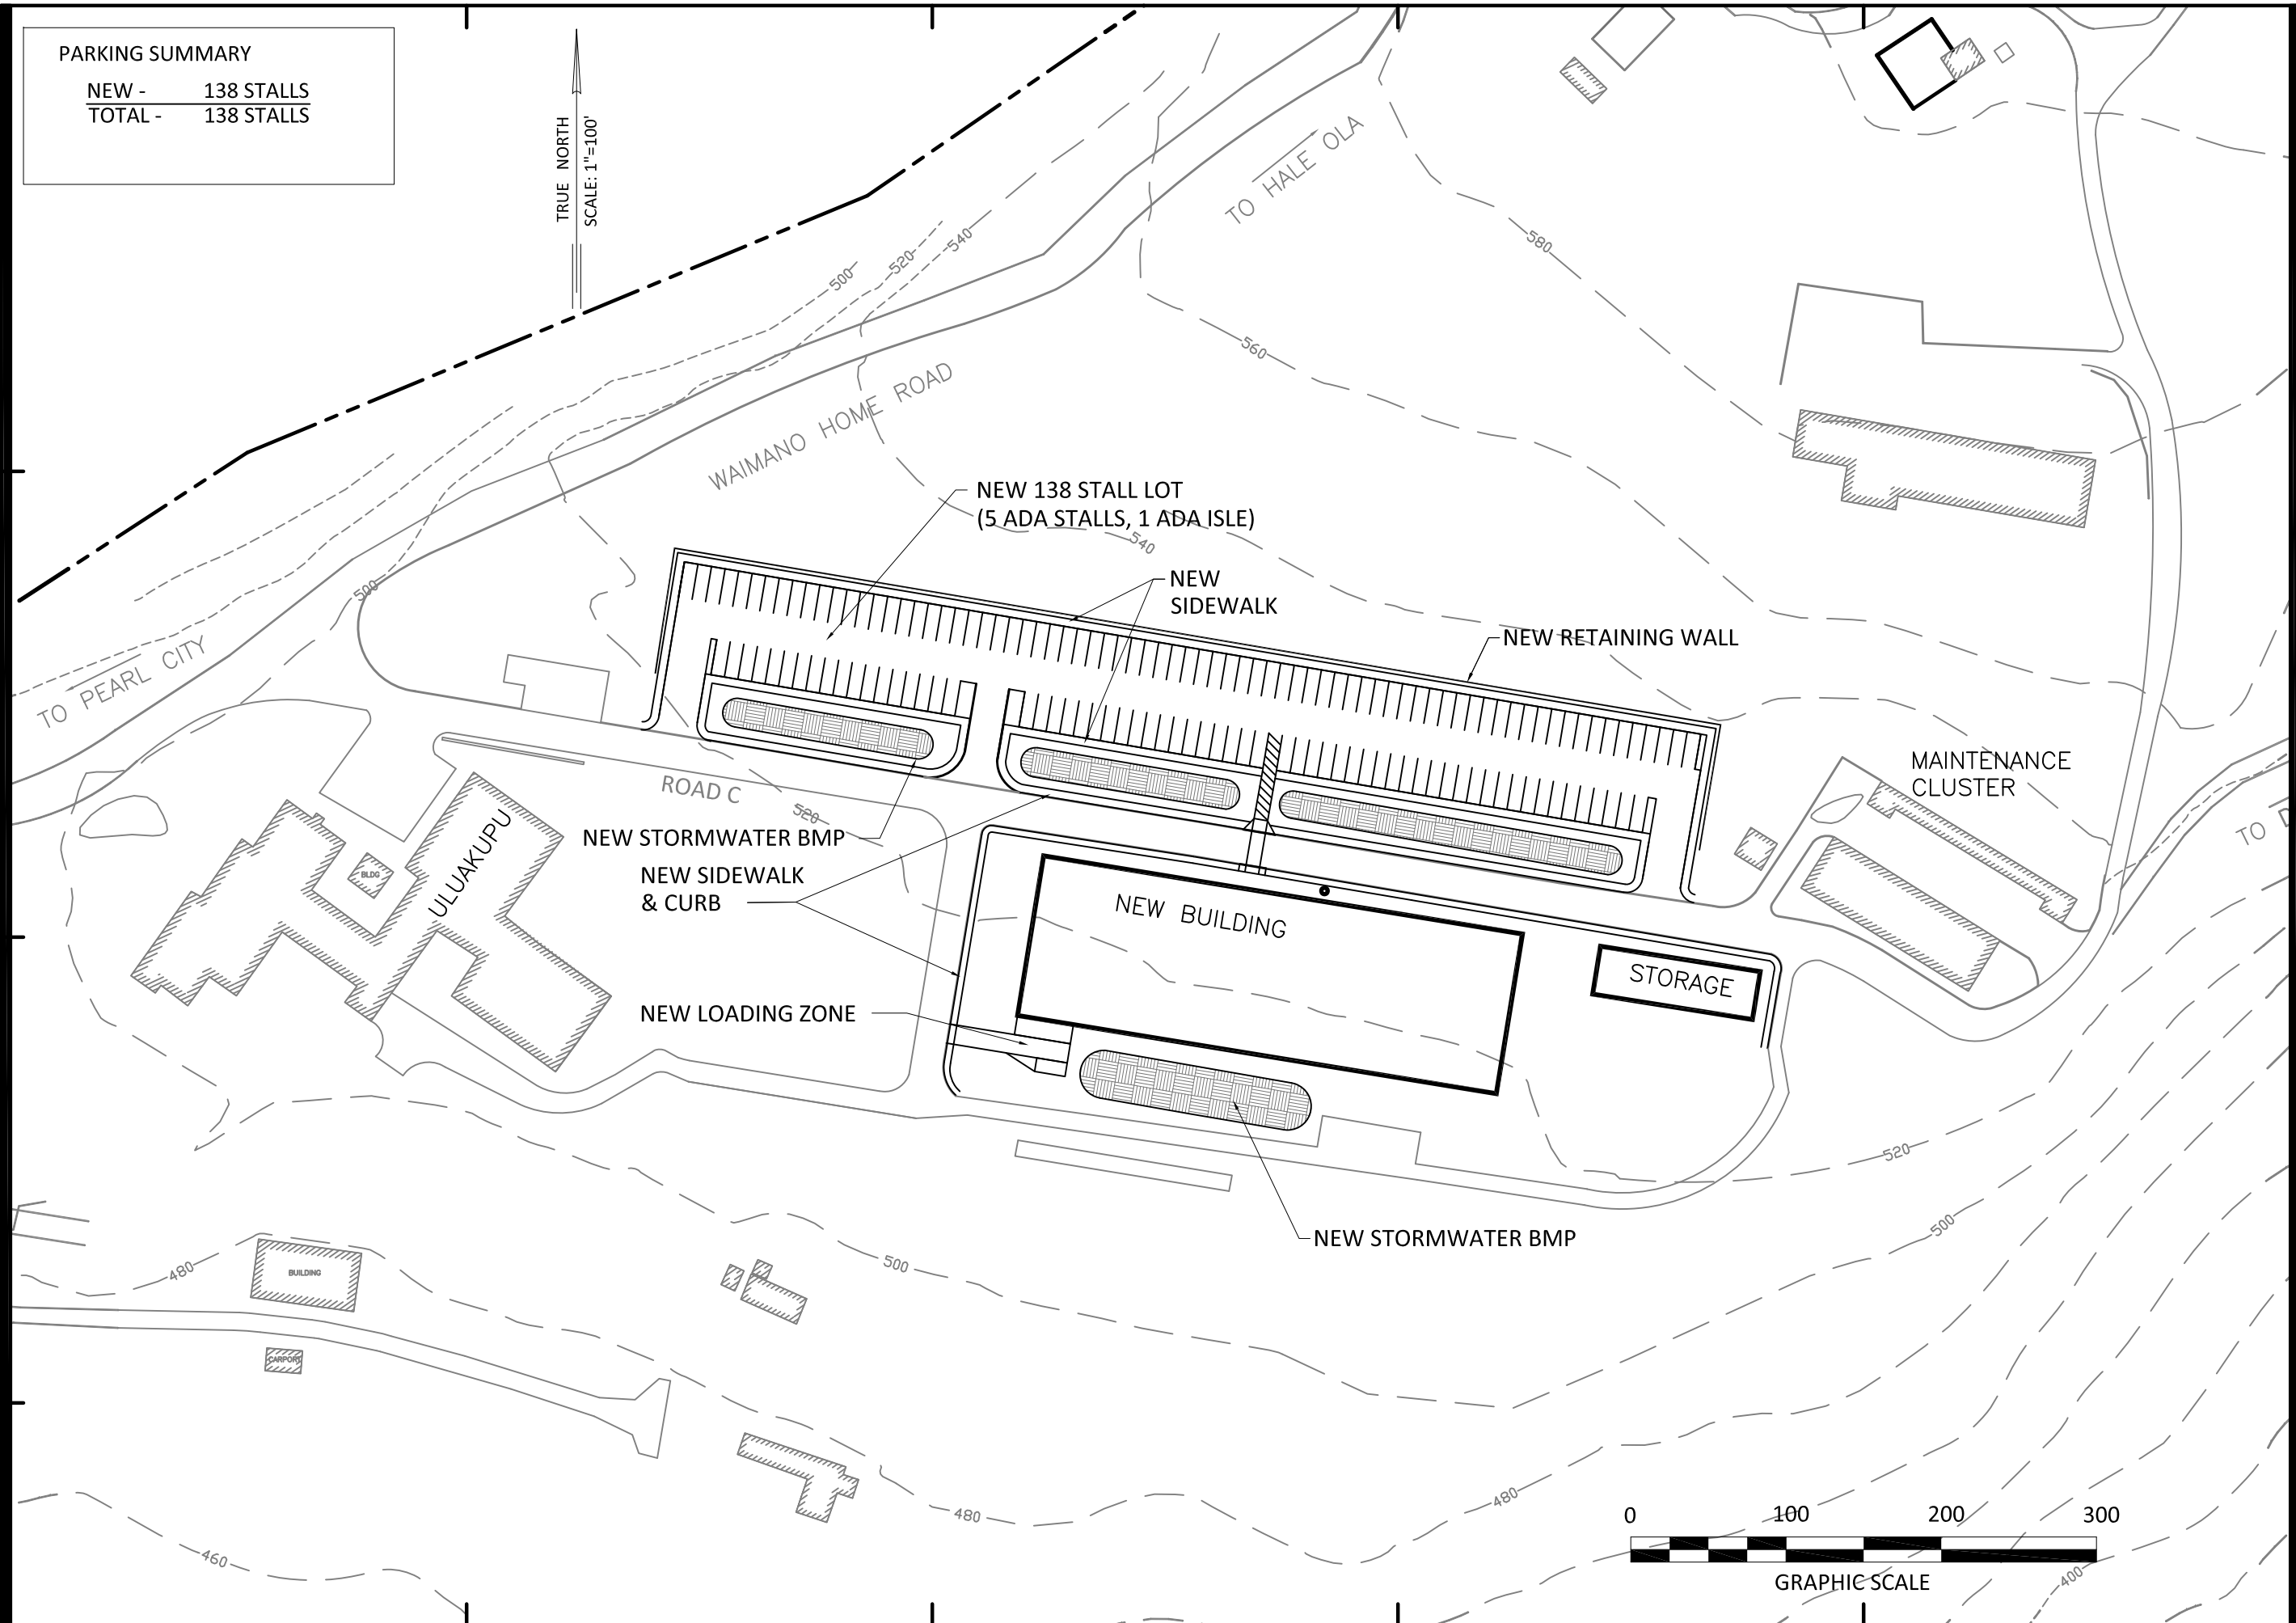 PARKING SUMMARY
NEW - 138 STALLS
TOTAL - 138 STALLS
TRUE NORTH
SCALE: 1"=100'
TO HALE OLA
580
540
520
500
560
WAIMANO HOME ROAD
NEW 138 STALL LOT
(5 ADA STALLS, 1 ADA ISLE)
540
NEW
SIDEWALK
500
NEW RETAINING WALL
TO PEARL CITY
MAINTENANCE
CLUSTER
ROAD C
520
TO
NEW STORMWATER BMP
ULUAKUPU
BLDG
NEW SIDEWALK
& CURB
NEW BUILDING
STORAGE
NEW LOADING ZONE
520
500
NEW STORMWATER BMP
500
480
BUILDING
CARPORT
480
480
460
0 100 200 300
GRAPHIC SCALE
400